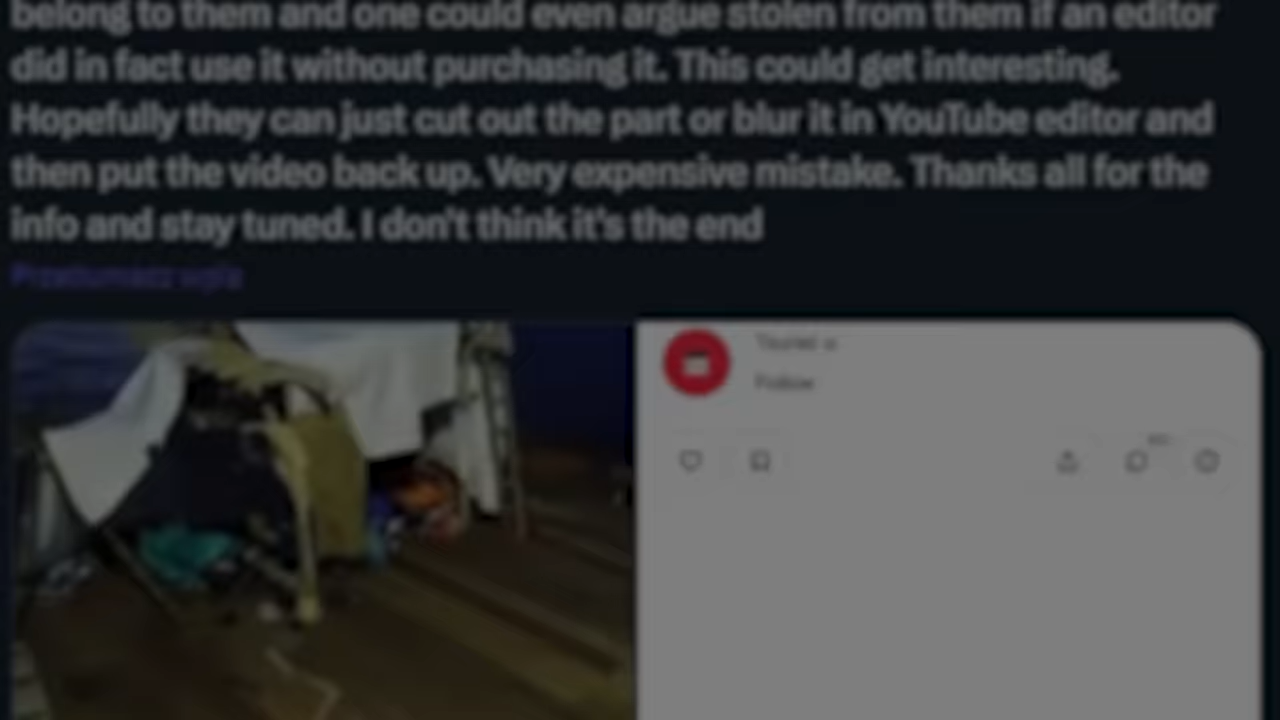 belong to them and one could even argue stolen from them if an editor
did in fact use it without purchasing it. This could get interesting.
Hopefully they can just cut out the part or blur it in YouTube editor and
then put the video back up. Very expensive mistake. Thanks all for the
info and stay tuned. I don't think it's the end
Przetłumacz wpis
Follow